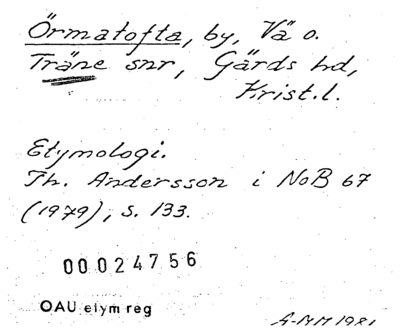 Örmatofta, by, Vä o.
Träne snr, Gärds hd,
Krist.l.
Etymologi.
Th. Andersson i NoB 67
(1979), s. 133.
00024756
OAU etym reg
A-MM 1981